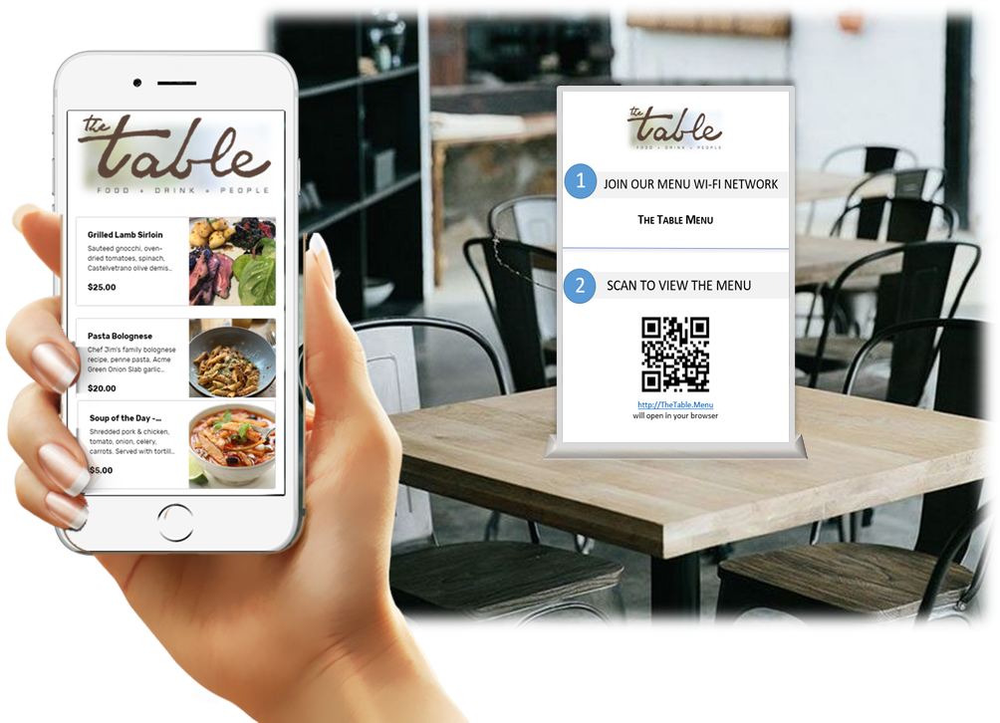 the
table
FOOD + DRINK + PEOPLE
Grilled Lamb Sirloin
Sauteed gnocchi, oven-
dried tomatoes, spinach,
Castelvetrano olive demis...
$25.00
Pasta Bolognese
Chef Jim's family bolognese
recipe, penne pasta, Acme
Green Onion Slab garlic...
$20.00
Soup of the Day -...
Shredded pork & chicken,
tomato, onion, celery,
carrots. Served with tortill...
$5.00
the
table
FOOD + DRINK + PEOPLE
1 JOIN OUR MENU WI-FI NETWORK
THE TABLE MENU
2 SCAN TO VIEW THE MENU
http://TheTable.Menu
will open in your browser